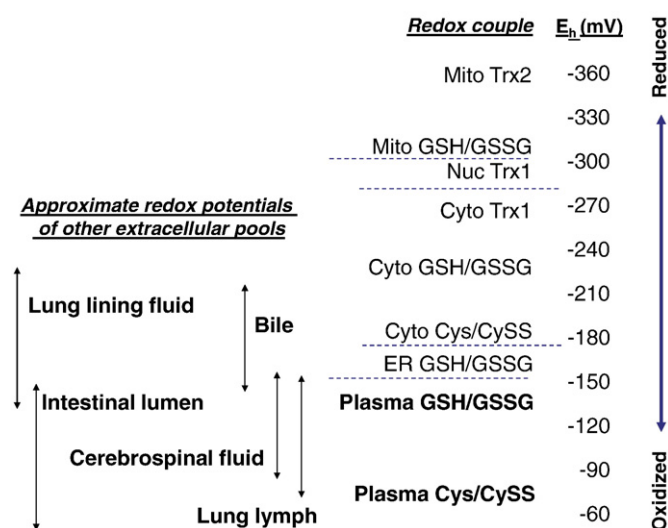 Redox couple
E_h (mV)
Reduced
Mito Trx2
-360
-330
Mito GSH/GSSG
-300
Nuc Trx1
Approximate redox potentials
of other extracellular pools
Cyto Trx1
-270
-240
Cyto GSH/GSSG
-210
Lung lining fluid
Bile
Cyto Cys/CySS
-180
ER GSH/GSSG
-150
Intestinal lumen
Plasma GSH/GSSG
-120
Cerebrospinal fluid
-90
Plasma Cys/CySS
Lung lymph
-60
Oxidized